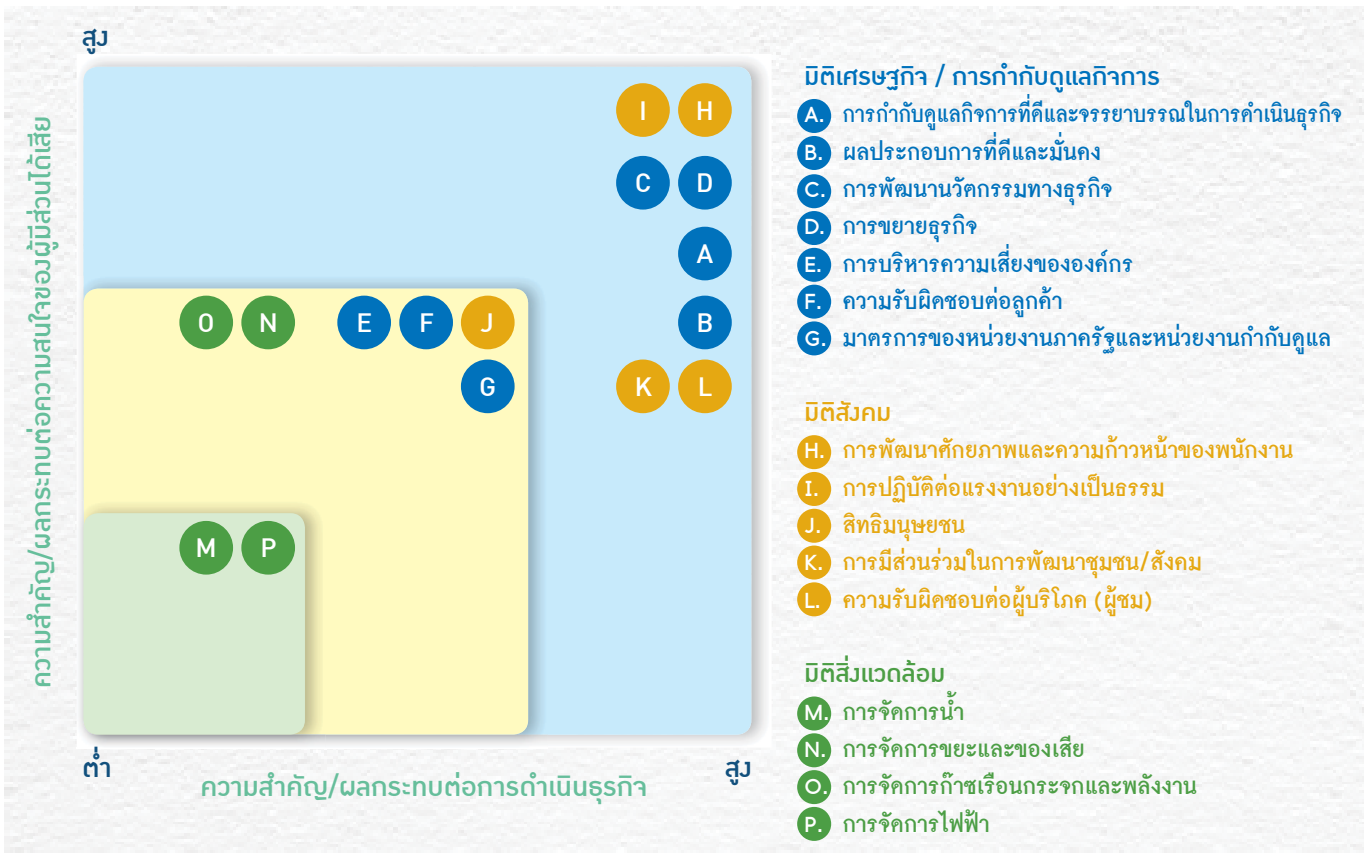 สูง
ความสำคัญ/ผลกระทบต่อความสนใจของผู้มีส่วนได้เสีย
I H
C D
A
O N E F J B
G K L
M P
ต่ำ
ความสำคัญ/ผลกระทบต่อการดำเนินธุรกิจ
สูง
มิติเศรษฐกิจ / การกำกับดูแลกิจการ
A. การกำกับดูแลกิจการที่ดีและจรรยาบรรณในการดำเนินธุรกิจ
B. ผลประกอบการที่ดีและมั่นคง
C. การพัฒนานวัตกรรมทางธุรกิจ
D. การขยายธุรกิจ
E. การบริหารความเสี่ยงขององค์กร
F. ความรับผิดชอบต่อลูกค้า
G. มาตรการของหน่วยงานภาครัฐและหน่วยงานกำกับดูแล
มิติสังคม
H. การพัฒนาศักยภาพและความก้าวหน้าของพนักงาน
I. การปฏิบัติต่อแรงงานอย่างเป็นธรรม
J. สิทธิมนุษยชน
K. การมีส่วนร่วมในการพัฒนาชุมชน/สังคม
L. ความรับผิดชอบต่อผู้บริโภค (ผู้ชม)
มิติสิ่งแวดล้อม
M. การจัดการน้ำ
N. การจัดการขยะและของเสีย
O. การจัดการก๊าซเรือนกระจกและพลังงาน
P. การจัดการไฟฟ้า